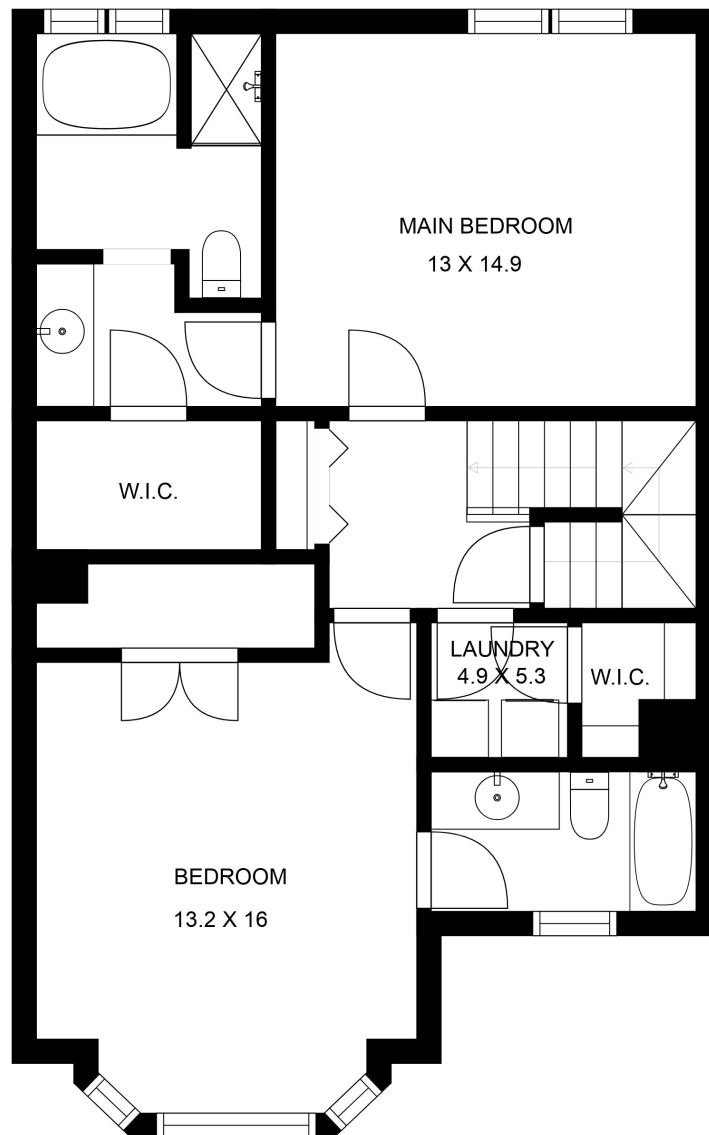 MAIN BEDROOM
13 X 14.9
W.I.C.
LAUNDRY
4.9 X 5.3
W.I.C.
BEDROOM
13.2 X 16